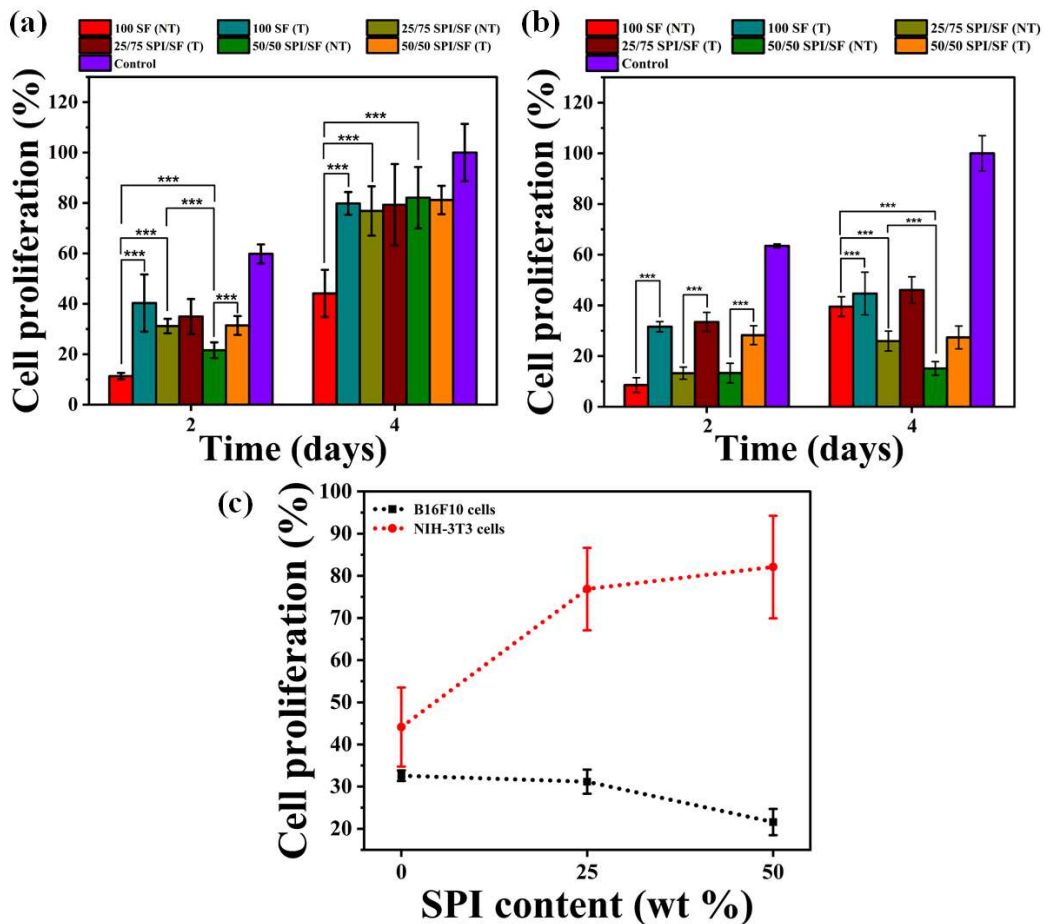 (a)
100 SF (NT) 100 SF (T) 25/75 SPI/SF (NT)
25/75 SPI/SF (T) 50/50 SPI/SF (NT) 50/50 SPI/SF (T)
Control
Cell proliferation (%)
120
100
80
60
40
20
0
***
***
***
***
***
***
***
***
2 4
Time (days)
(b)
100 SF (NT) 100 SF (T) 25/75 SPI/SF (NT)
25/75 SPI/SF (T) 50/50 SPI/SF (NT) 50/50 SPI/SF (T)
Control
Cell proliferation (%)
120
100
80
60
40
20
0
***
***
***
***
***
***
***
2 4
Time (days)
(c)
B16F10 cells
NIH-3T3 cells
Cell proliferation (%)
100
90
80
70
60
50
40
30
20
0 25 50
SPI content (wt %)